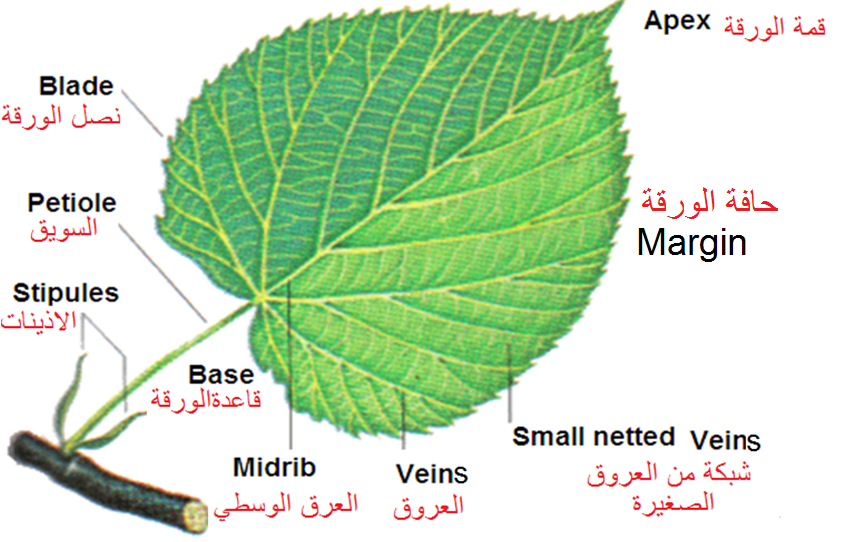 Apex قمة الورقة
Blade
نصل الورقة
Petiole
السويق
حافة الورقة
Margin
Stipules
الاذينات
Base
قاعدةالورقة
Small netted Veins
شبكة من العروق
الصغيرة
Midrib
العرق الوسطي
Veins
العروق